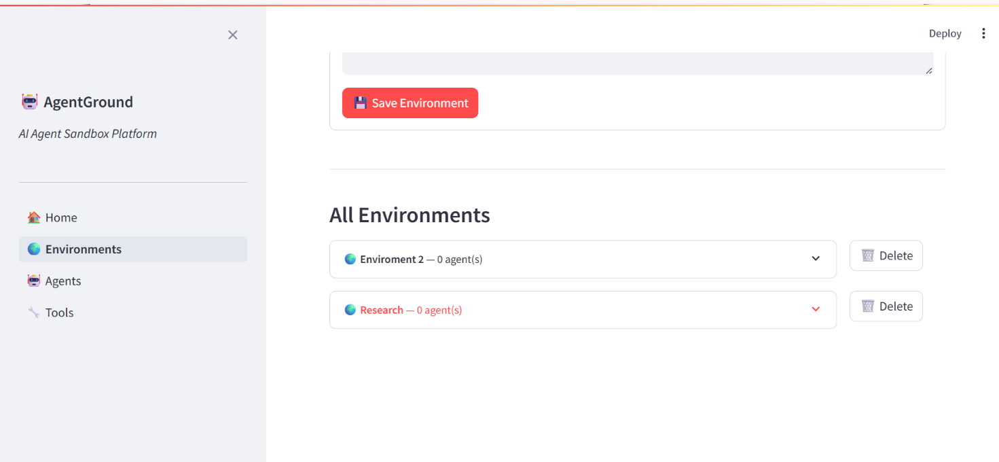 Deploy
AgentGround
AI Agent Sandbox Platform
Home
Environments
Agents
Tools
Save Environment
All Environments
Enviroment 2 — 0 agent(s)
Delete
Research — 0 agent(s)
Delete